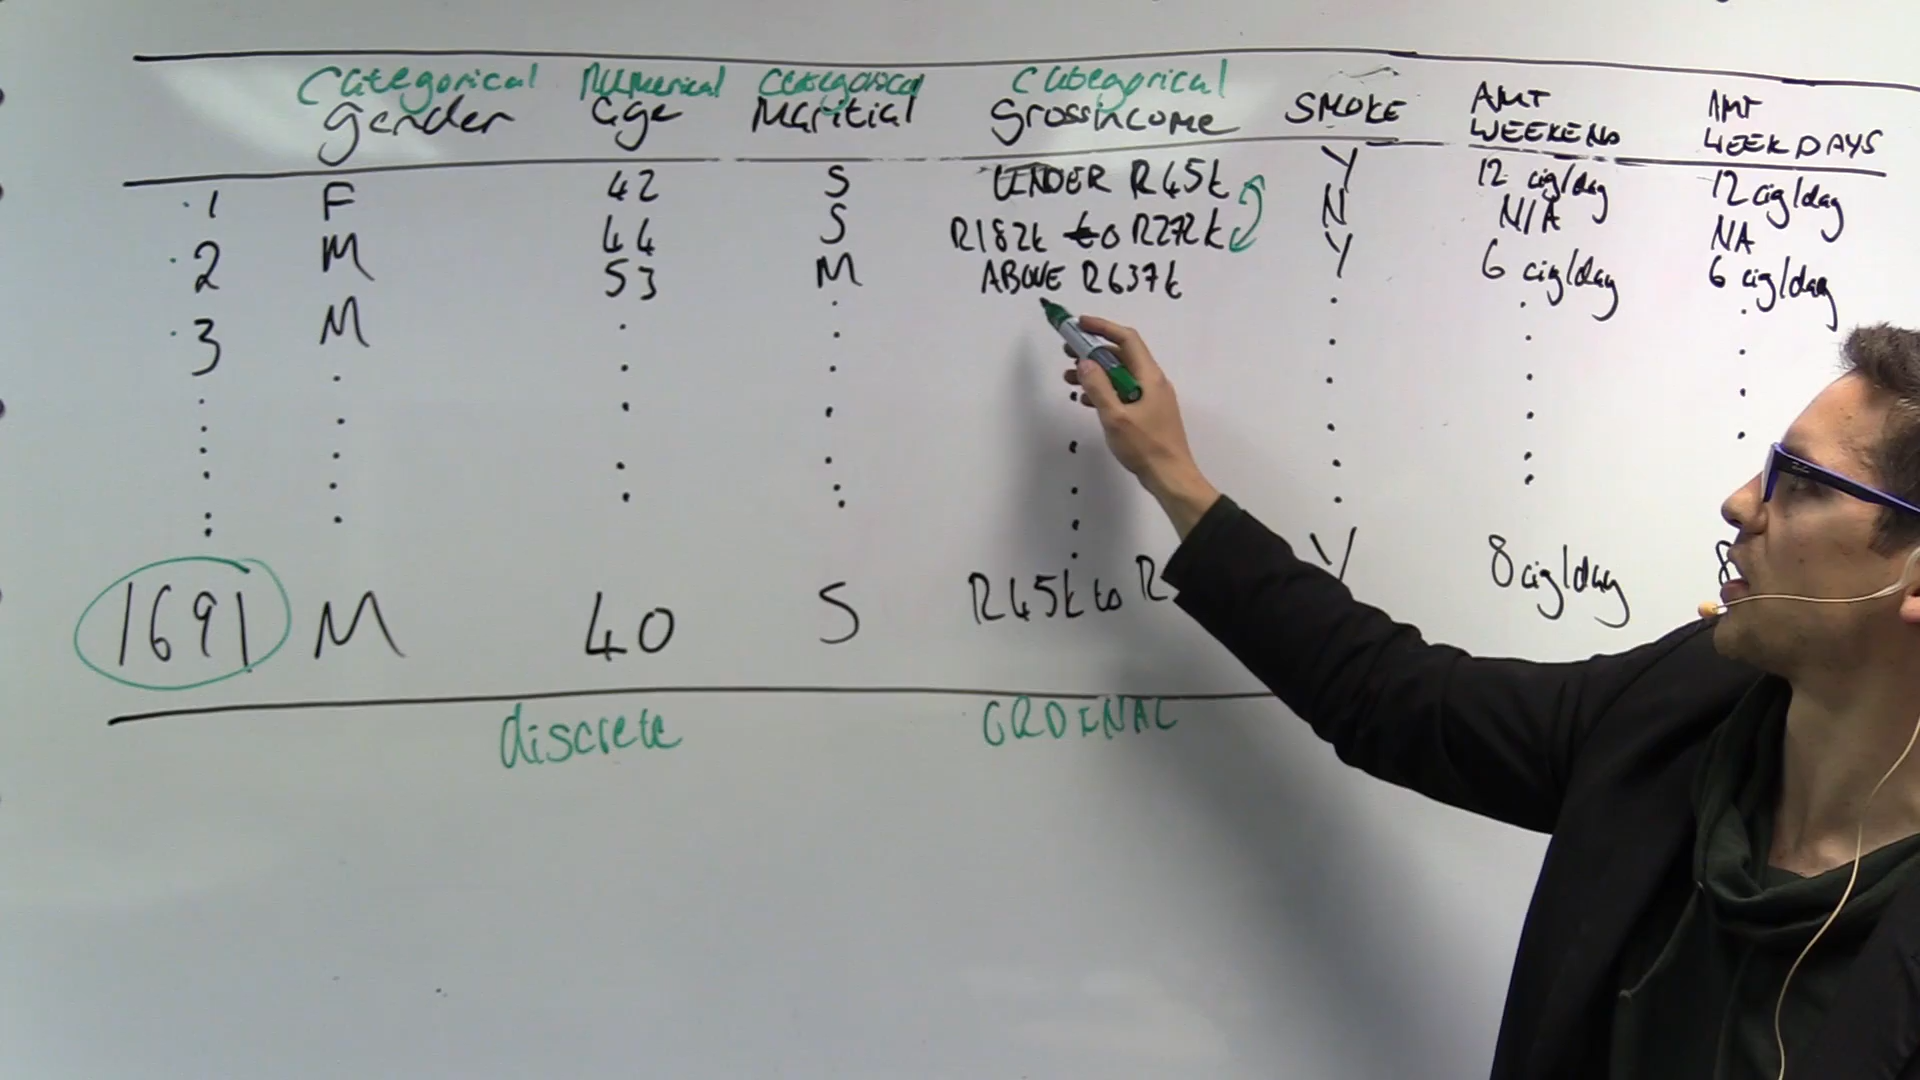 categorical numerical categorical categorical
gender age Maritial grossincome SMOKE AMT WEEKEND AMT WEEKDAYS
1 F 42 S UNDER R45k Y 12 cig/day 12 cig/day
2 M 44 S R182k to R272k N N/A NA
3 M 53 M ABOVE R637k Y 6 cig/day 6 cig/day
1691 M 40 S R45k to Y 8 cig/day
discrete ORDINAL